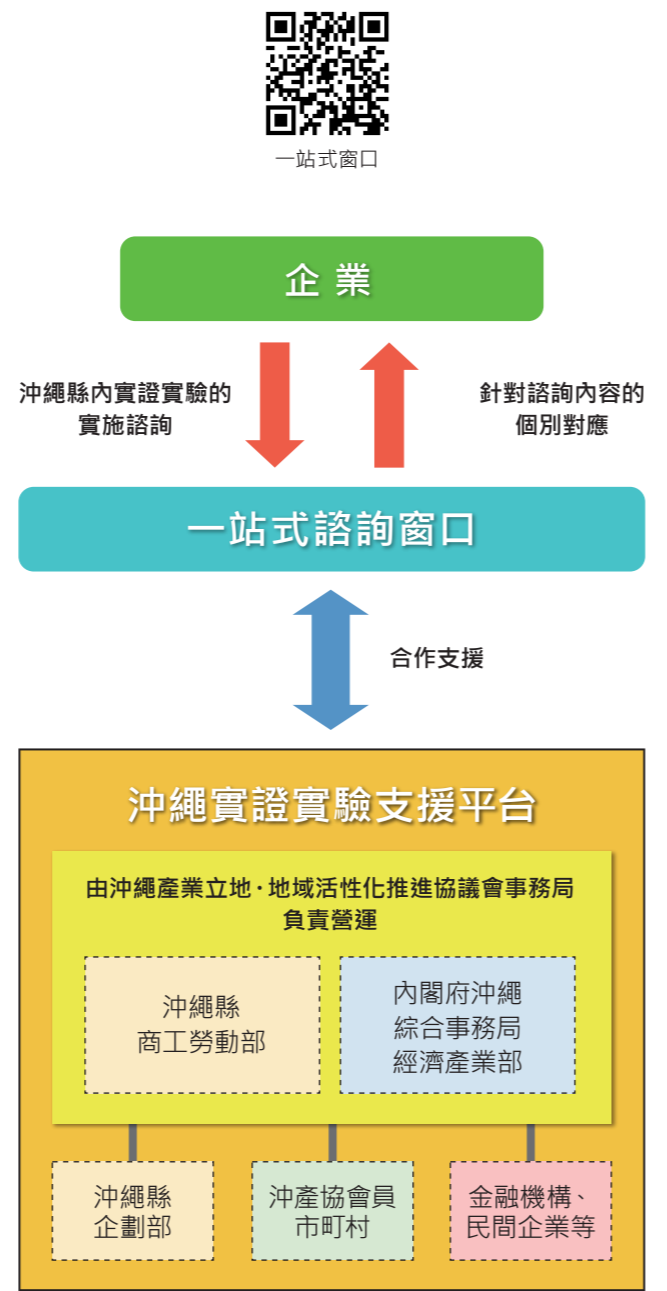 一站式窗口
企業
沖繩縣內實證實驗的
實施諮詢
針對諮詢內容的
個別對應
一站式諮詢窗口
合作支援
沖繩實證實驗支援平台
由沖繩產業立地·地域活性化推進協議會事務局
負責營運
沖繩縣
商工勞動部
內閣府沖繩
綜合事務局
經濟產業部
沖繩縣
企劃部
沖產協會員
市町村
金融機構、
民間企業等